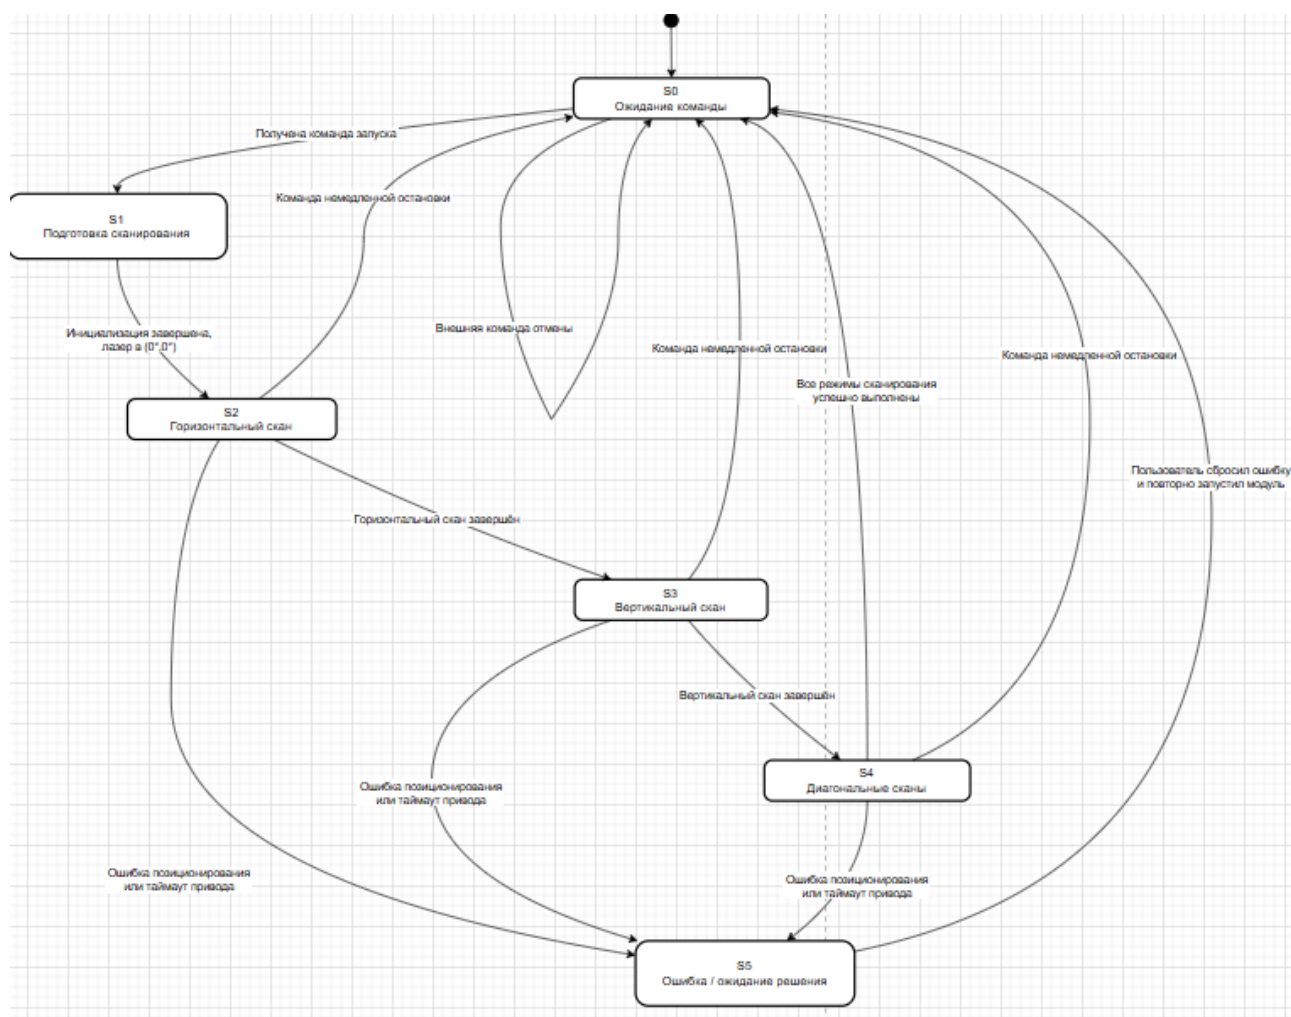 S0
Ожидание команды
Получена команда запуска
Команда немедленной остановки
S1
Подготовка сканирования
Инициализация завершена,
лазер в (0°,0°)
Внешняя команда отмены
Команда немедленной остановки
Команда немедленной остановки
Все режимы сканирования
успешно выполнены
S2
Горизонтальный скан
Пользователь сбросил ошибку
и повторно запустил модуль
Горизонтальный скан завершён
S3
Вертикальный скан
Вертикальный скан завершён
S4
Диагональные сканы
Ошибка позиционирования
или таймаут привода
Ошибка позиционирования
или таймаут привода
Ошибка позиционирования
или таймаут привода
S5
Ошибка / ожидание решения